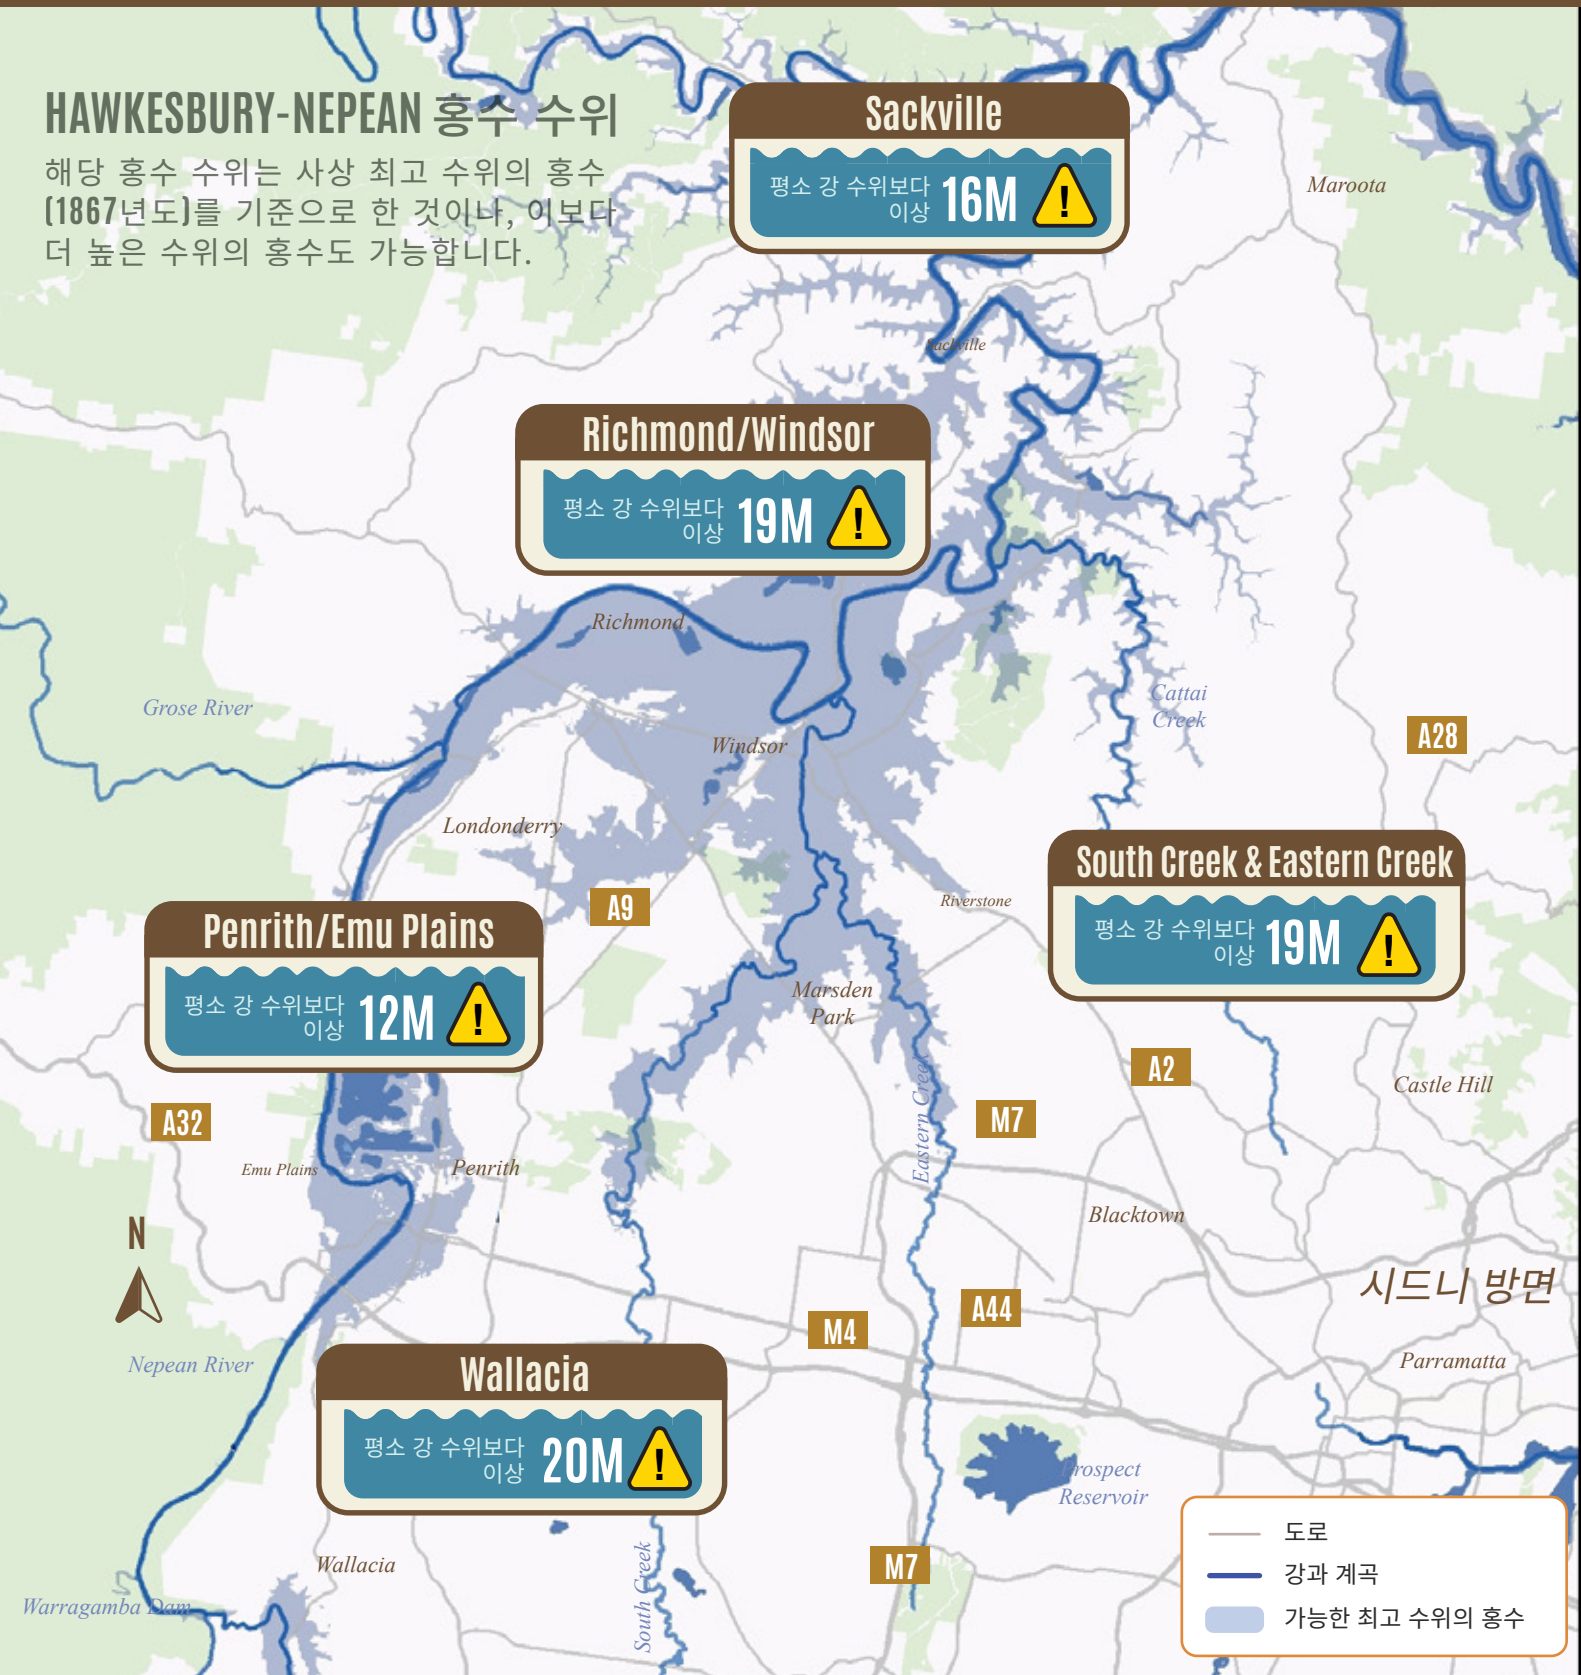 HAWKESBURY-NEPEAN 홍수 수위
해당 홍수 수위는 사상 최고 수위의 홍수
(1867년도)를 기준으로 한 것이나, 이보다
더 높은 수위의 홍수도 가능합니다.
Sackville
평소 강 수위보다
이상 16M
!
Maroota
Sackville
Richmond/Windsor
평소 강 수위보다
이상 19M
!
Richmond
Grose River
Cattai
Creek
Windsor
A28
Londonderry
South Creek & Eastern Creek
평소 강 수위보다
이상 19M
!
A9
Riverstone
Penrith/Emu Plains
평소 강 수위보다
이상 12M
!
Marsden
Park
A2
Castle Hill
Eastern Creek
A32
M7
Emu Plains
Penrith
Blacktown
N
시드니 방면
A44
M4
Nepean River
Parramatta
Wallacia
평소 강 수위보다
이상 20M
!
Prospect
Reservoir
M7
Wallacia
South Creek
Warragamba Dam
도로
강과 계곡
가능한 최고 수위의 홍수